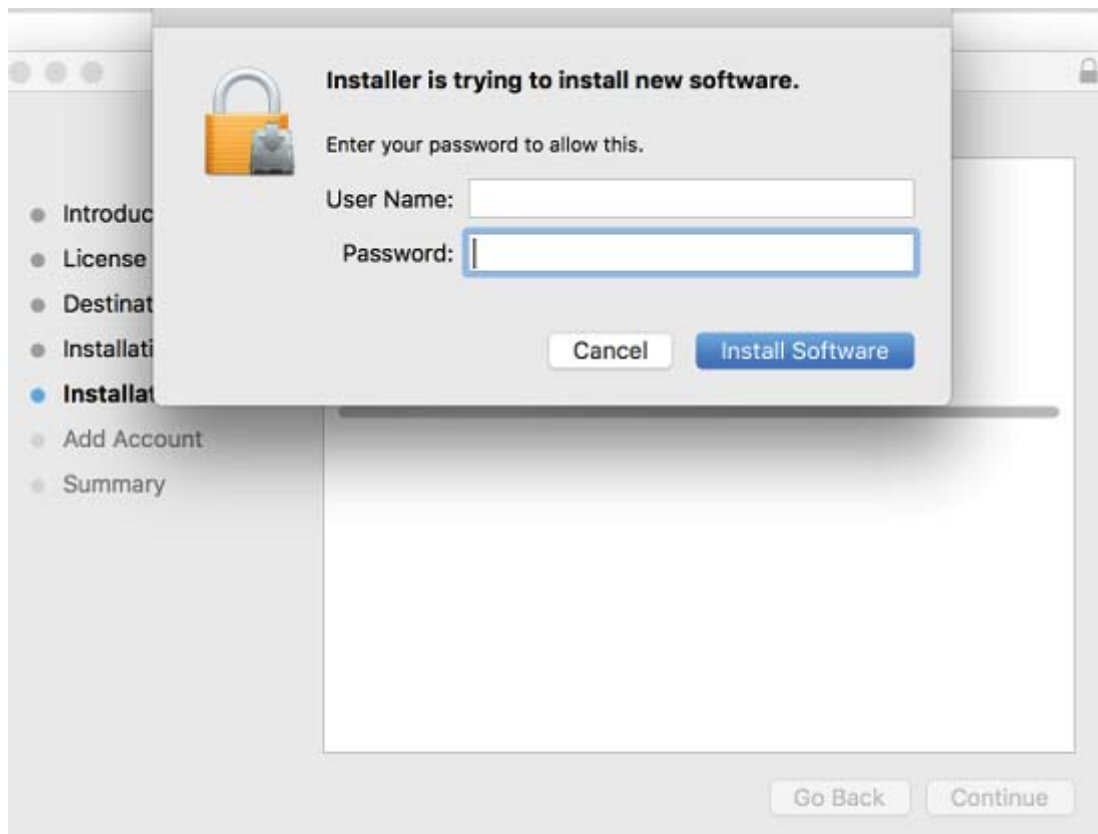 Installer is trying to install new software.
Enter your password to allow this.
User Name:
Password:
Cancel Install Software
Introduc
License
Destinat
Installati
Installat
Add Account
Summary
Go Back Continue